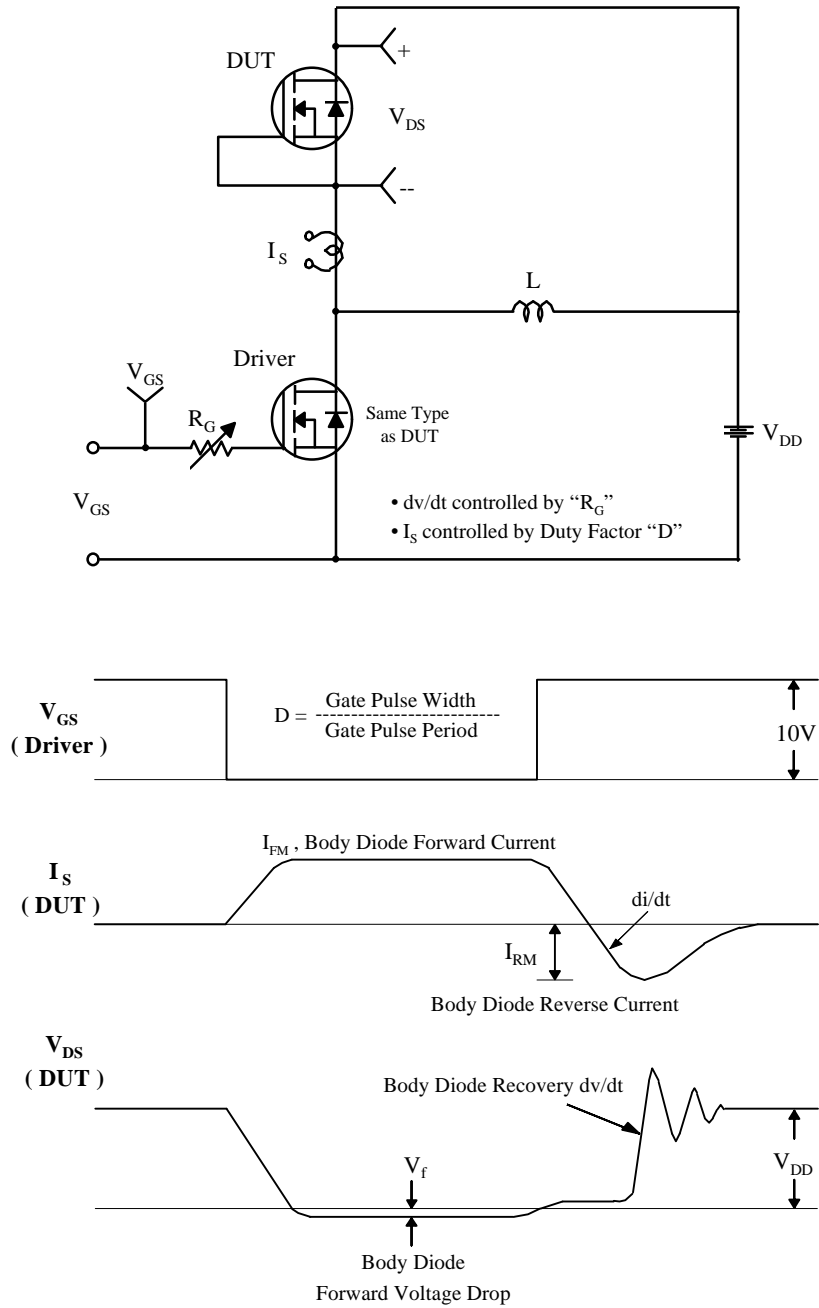 DUT
+
V_DS
--
I_S
L
Driver
V_GS
R_G
Same Type
as DUT
V_DD
V_GS
• dv/dt controlled by “R_G”
• I_S controlled by Duty Factor “D”
V_GS
( Driver )
D = Gate Pulse Width
--------------------------
Gate Pulse Period
10V
I_FM , Body Diode Forward Current
I_S
( DUT )
di/dt
I_RM
Body Diode Reverse Current
V_DS
( DUT )
Body Diode Recovery dv/dt
V_f
V_DD
Body Diode
Forward Voltage Drop